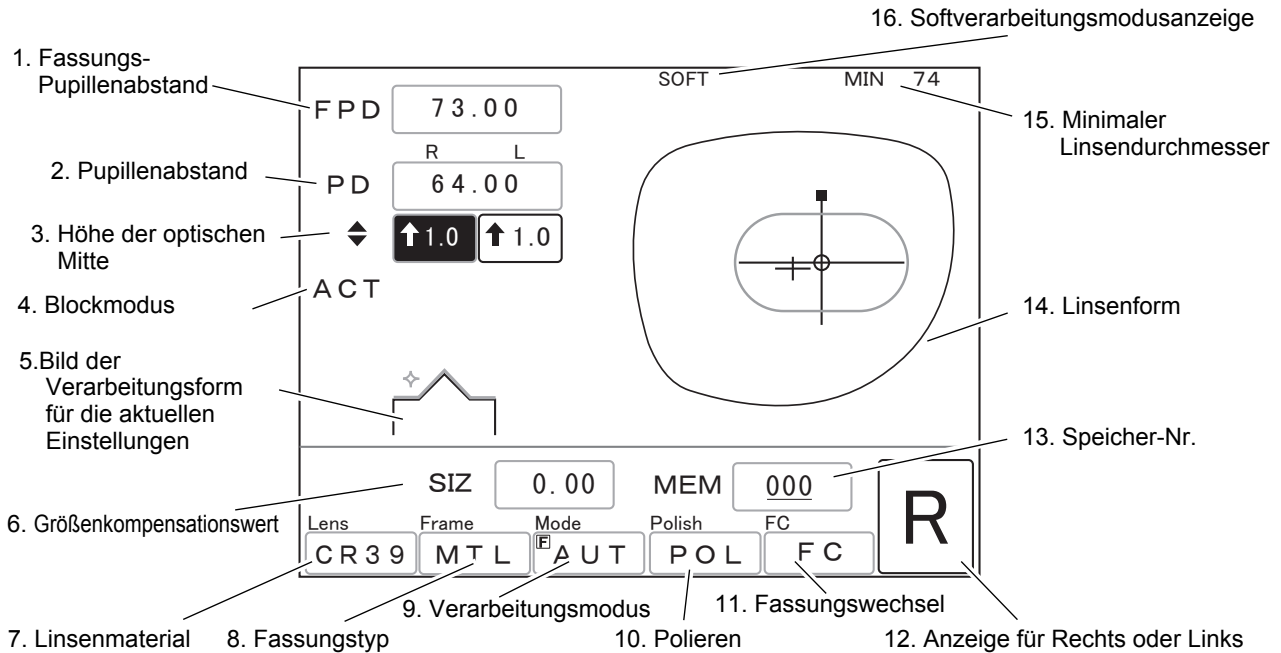 16. Softverarbeitungsmodusanzeige
1. Fassungs-
Pupillenabstand
SOFT
MIN 74
FPD 73.00
15. Minimaler
Linsendurchmesser
R L
2. Pupillenabstand
PD 64.00
3. Höhe der optischen
Mitte
1.0 1.0
ACT
4. Blockmodus
14. Linsenform
5.Bild der
Verarbeitungsform
für die aktuellen
Einstellungen
13. Speicher-Nr.
SIZ 0.00 MEM 000
R
6. Größenkompensationswert
Lens Frame Mode Polish FC
CR39 MTL F AUT POL FC
9. Verarbeitungsmodus
11. Fassungswechsel
7. Linsenmaterial
8. Fassungstyp
10. Polieren
12. Anzeige für Rechts oder Links